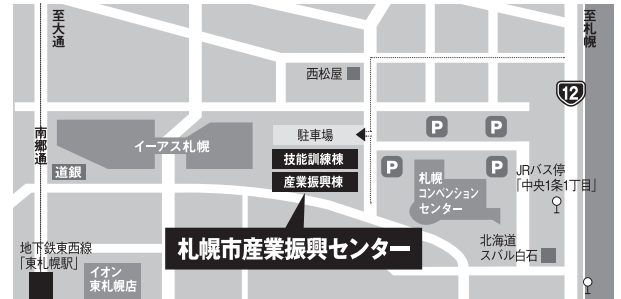 至大通
至札幌
西松屋
12
駐車場
P
P
南郷通
イーアス札幌
技能訓練棟
産業振興棟
P
P
道銀
札幌
コンベンション
センター
JRバス停
「中央1条1丁目」
札幌市産業振興センター
地下鉄東西線
「東札幌駅」
イオン
東札幌店
北海道
スバル白石